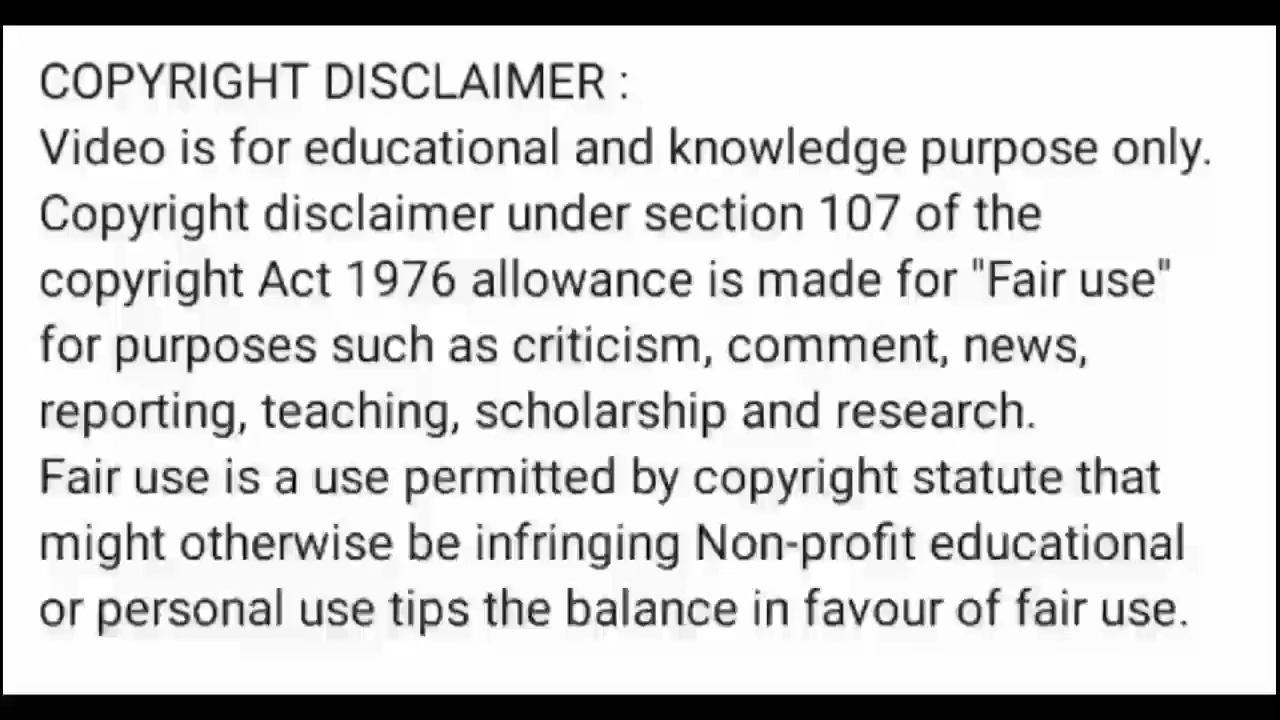 COPYRIGHT DISCLAIMER :
Video is for educational and knowledge purpose only.
Copyright disclaimer under section 107 of the
copyright Act 1976 allowance is made for "Fair use"
for purposes such as criticism, comment, news,
reporting, teaching, scholarship and research.
Fair use is a use permitted by copyright statute that
might otherwise be infringing Non-profit educational
or personal use tips the balance in favour of fair use.